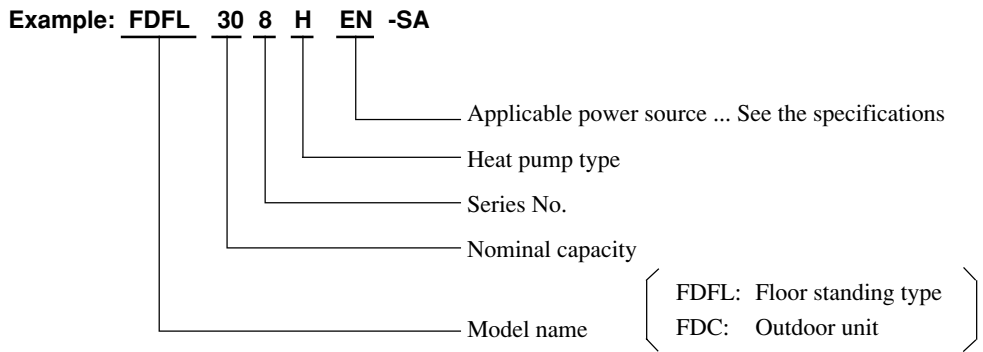 Example: FDFL 30 8 H EN -SA
Applicable power source ... See the specifications
Heat pump type
Series No.
Nominal capacity
Model name
FDFL: Floor standing type
FDC: Outdoor unit